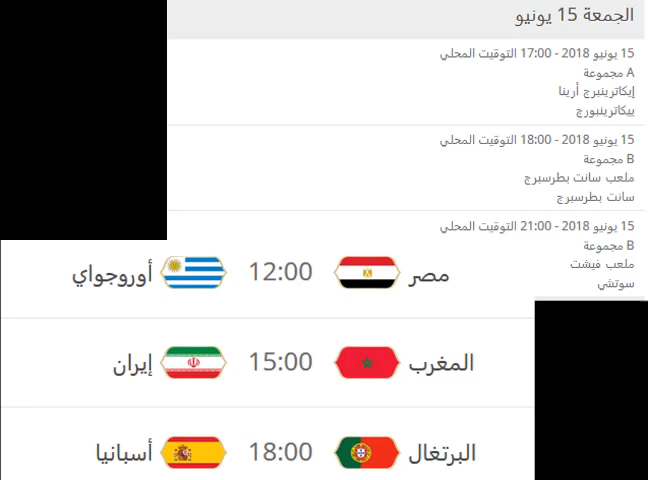 الجمعة 15 يونيو
15 يونيو 2018 - 17:00 التوقيت المحلي
مجموعة A
إيكاترينبرج أرينا
ييكاترينبورج
15 يونيو 2018 - 18:00 التوقيت المحلي
مجموعة B
ملعب سانت بطرسبرج
سانت بطرسبرج
15 يونيو 2018 - 21:00 التوقيت المحلي
مجموعة B
ملعب فيشت
سوتشي
مصر 12:00 أوروجواي
المغرب 15:00 إيران
البرتغال 18:00 أسبانيا